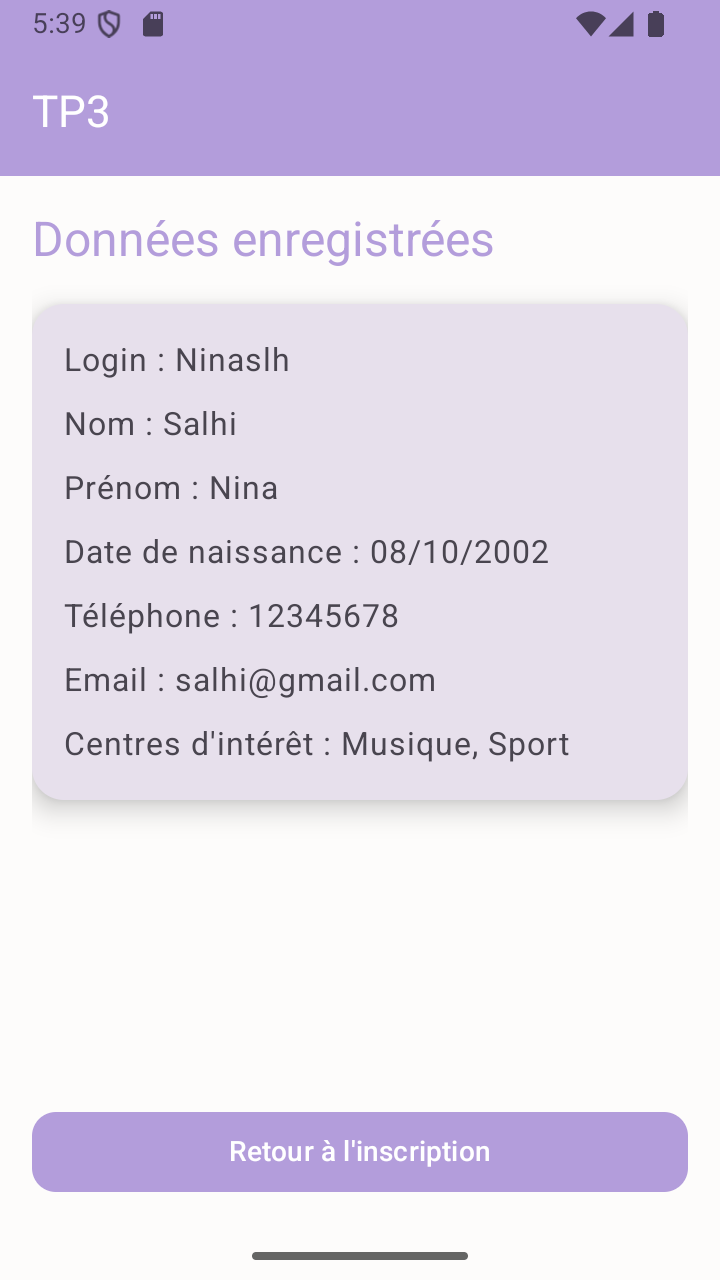 5:39
TP3
Données enregistrées
Login : Ninaslh
Nom : Salhi
Prénom : Nina
Date de naissance : 08/10/2002
Téléphone : 12345678
Email : salhi@gmail.com
Centres d'intérêt : Musique, Sport
Retour à l'inscription